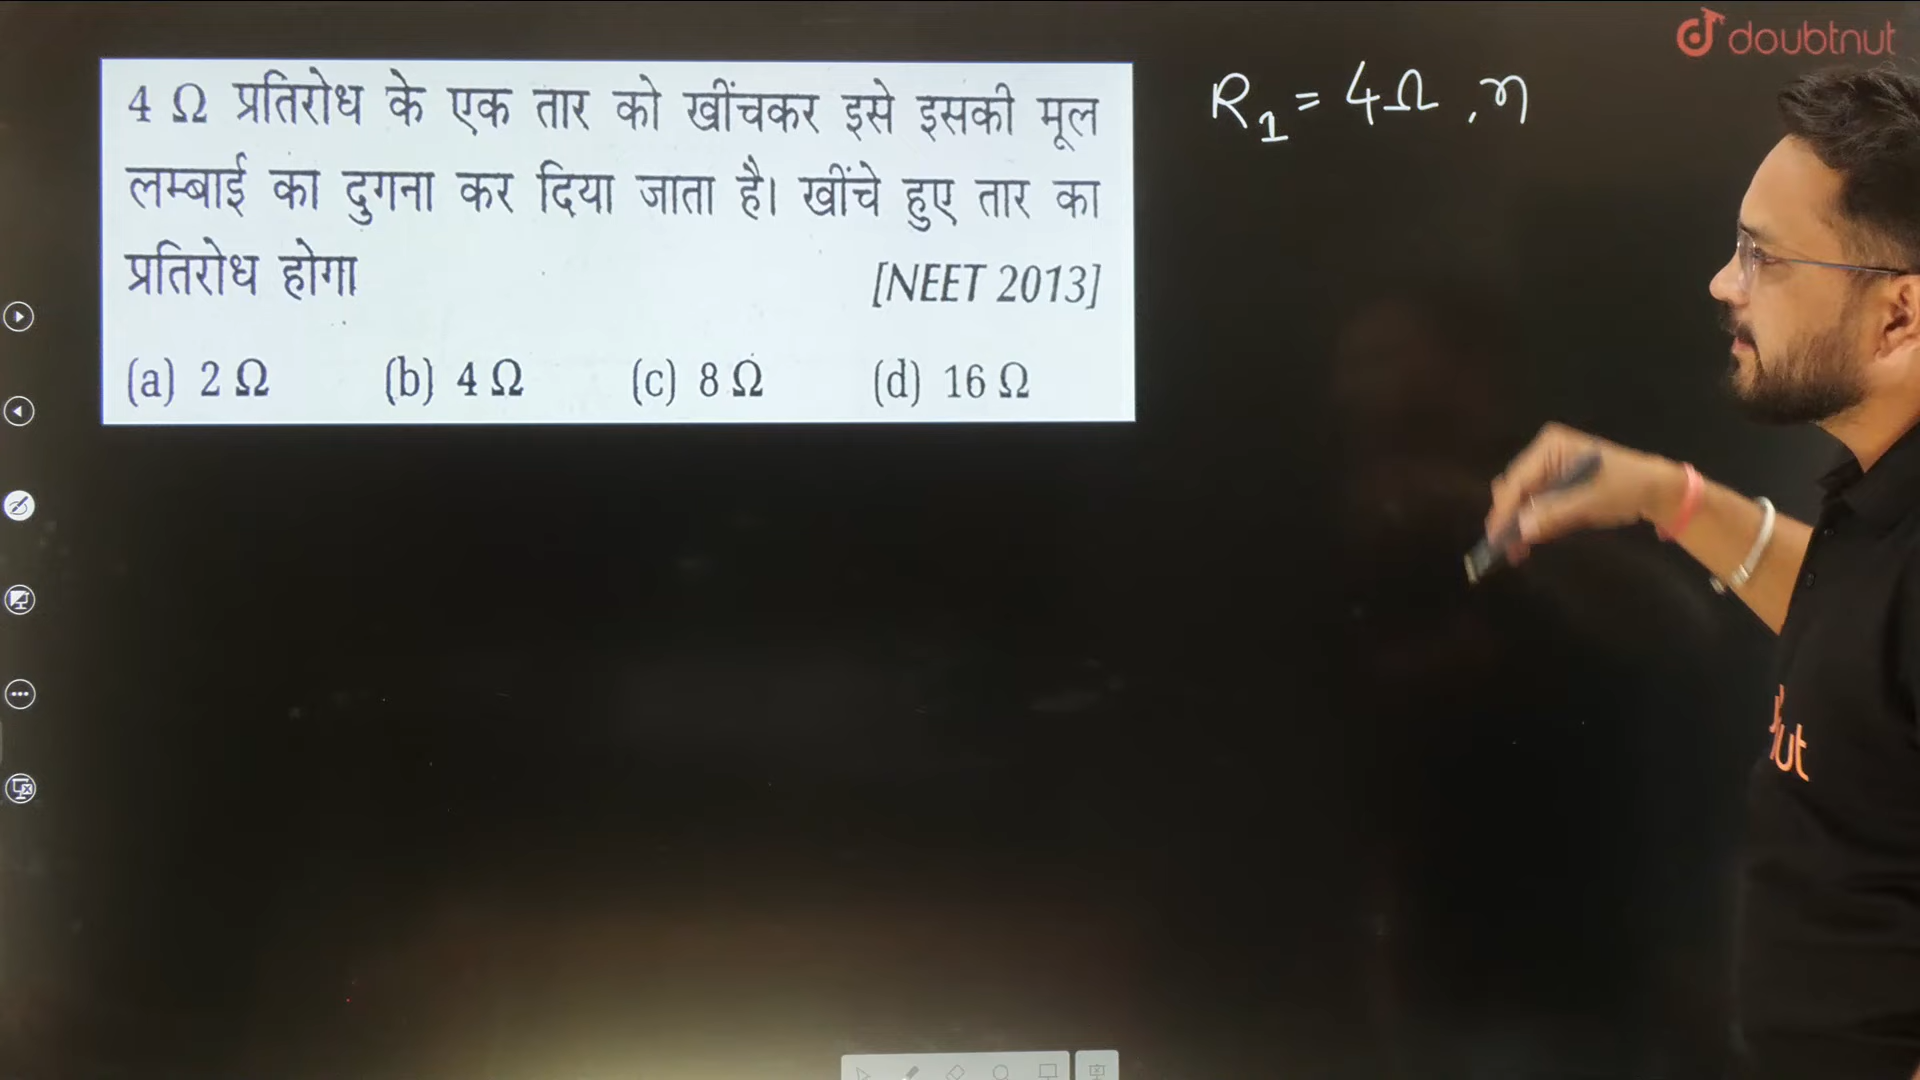 doubtnut
4 Ω प्रतिरोध के एक तार को खींचकर इसे इसकी मूल
लम्बाई का दुगना कर दिया जाता है। खींचे हुए तार का
प्रतिरोध होगा [NEET 2013]
(a) 2 Ω (b) 4 Ω (c) 8 Ω (d) 16 Ω
R₁ = 4Ω , n
ut